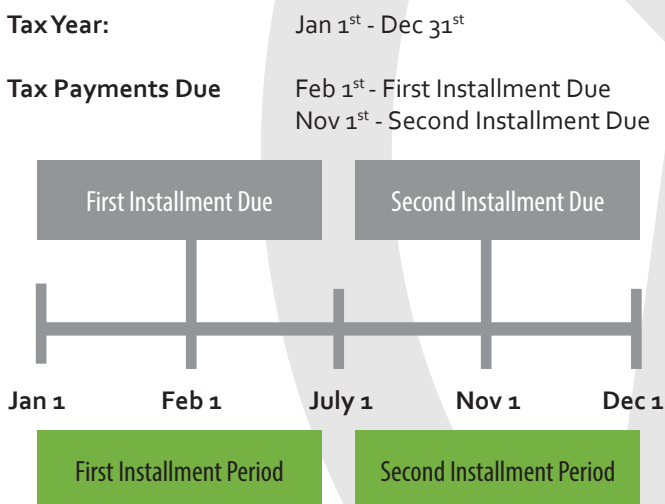 Tax Year: Jan 1st - Dec 31st
Tax Payments Due Feb 1st - First Installment Due
Nov 1st - Second Installment Due
First Installment Due Second Installment Due
Jan 1 Feb 1 July 1 Nov 1 Dec 1
First Installment Period Second Installment Period